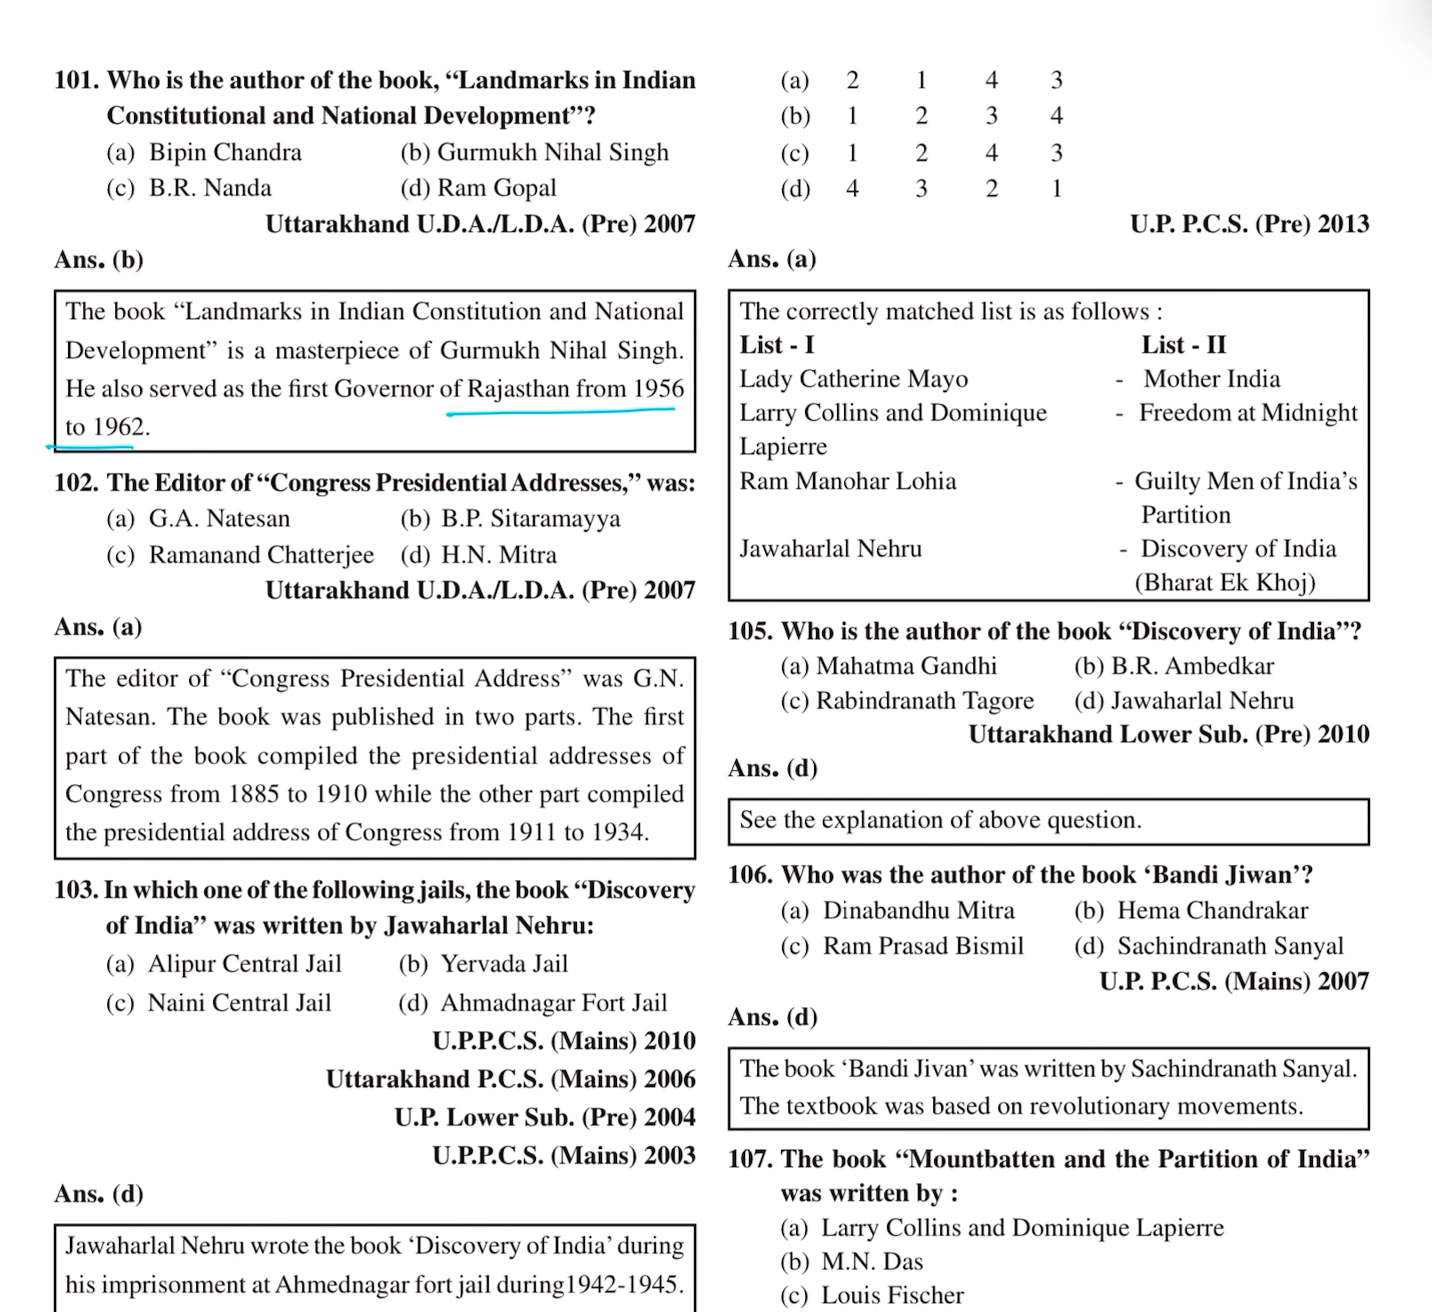 101. Who is the author of the book, “Landmarks in Indian
Constitutional and National Development”?
(a) Bipin Chandra (b) Gurmukh Nihal Singh
(c) B.R. Nanda (d) Ram Gopal
Uttarakhand U.D.A./L.D.A. (Pre) 2007
Ans. (b)
The book “Landmarks in Indian Constitution and National
Development” is a masterpiece of Gurmukh Nihal Singh.
He also served as the first Governor of Rajasthan from 1956
to 1962.
102. The Editor of “Congress Presidential Addresses,” was:
(a) G.A. Natesan (b) B.P. Sitaramayya
(c) Ramanand Chatterjee (d) H.N. Mitra
Uttarakhand U.D.A./L.D.A. (Pre) 2007
Ans. (a)
The editor of “Congress Presidential Address” was G.N.
Natesan. The book was published in two parts. The first
part of the book compiled the presidential addresses of
Congress from 1885 to 1910 while the other part compiled
the presidential address of Congress from 1911 to 1934.
103. In which one of the following jails, the book “Discovery
of India” was written by Jawaharlal Nehru:
(a) Alipur Central Jail (b) Yervada Jail
(c) Naini Central Jail (d) Ahmadnagar Fort Jail
U.P.P.C.S. (Mains) 2010
Uttarakhand P.C.S. (Mains) 2006
U.P. Lower Sub. (Pre) 2004
U.P.P.C.S. (Mains) 2003
Ans. (d)
Jawaharlal Nehru wrote the book ‘Discovery of India’ during
his imprisonment at Ahmednagar fort jail during1942-1945.
(a) 2 1 4 3
(b) 1 2 3 4
(c) 1 2 4 3
(d) 4 3 2 1
U.P. P.C.S. (Pre) 2013
Ans. (a)
The correctly matched list is as follows :
List - I List - II
Lady Catherine Mayo - Mother India
Larry Collins and Dominique - Freedom at Midnight
Lapierre
Ram Manohar Lohia - Guilty Men of India’s
Partition
Jawaharlal Nehru - Discovery of India
(Bharat Ek Khoj)
105. Who is the author of the book “Discovery of India”?
(a) Mahatma Gandhi (b) B.R. Ambedkar
(c) Rabindranath Tagore (d) Jawaharlal Nehru
Uttarakhand Lower Sub. (Pre) 2010
Ans. (d)
See the explanation of above question.
106. Who was the author of the book ‘Bandi Jiwan’?
(a) Dinabandhu Mitra (b) Hema Chandrakar
(c) Ram Prasad Bismil (d) Sachindranath Sanyal
U.P. P.C.S. (Mains) 2007
Ans. (d)
The book ‘Bandi Jivan’ was written by Sachindranath Sanyal.
The textbook was based on revolutionary movements.
107. The book “Mountbatten and the Partition of India”
was written by :
(a) Larry Collins and Dominique Lapierre
(b) M.N. Das
(c) Louis Fischer